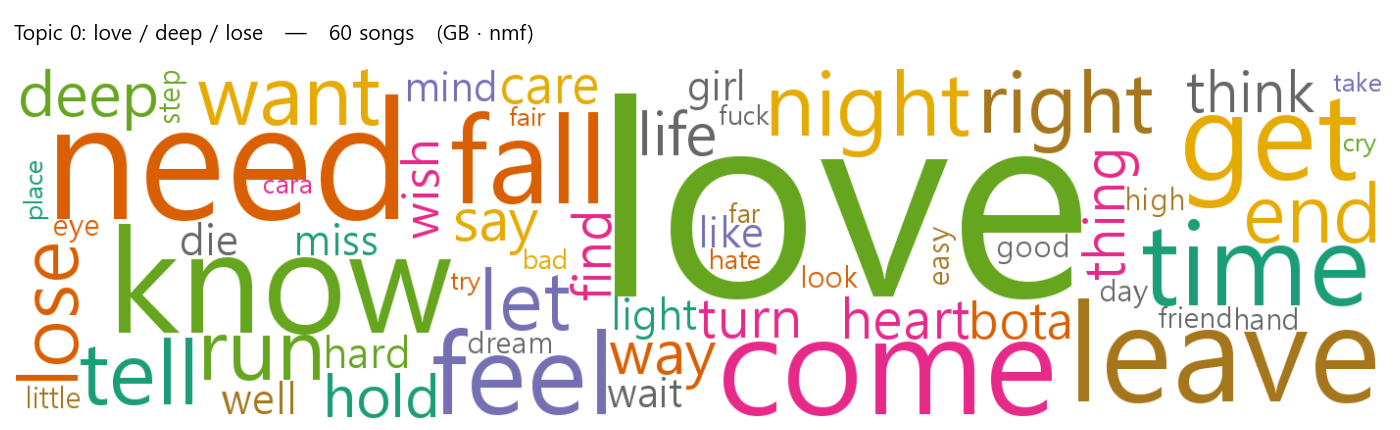 Topic 0: love / deep / lose — 60 songs (GB · nmf)
deep
step
want
mind
care
girl
night
right
think
take
fair
fuck
need
fall
life
get
cry
place
cara
wish
love
thing
high
end
eye
die
miss
say
find
far
like
hate
easy
good
time
lose
know
bad
try
let
look
day
light
turn
heart
bota
friend
hand
tell
run
hard
dream
feel
way
come
leave
little
well
hold
wait